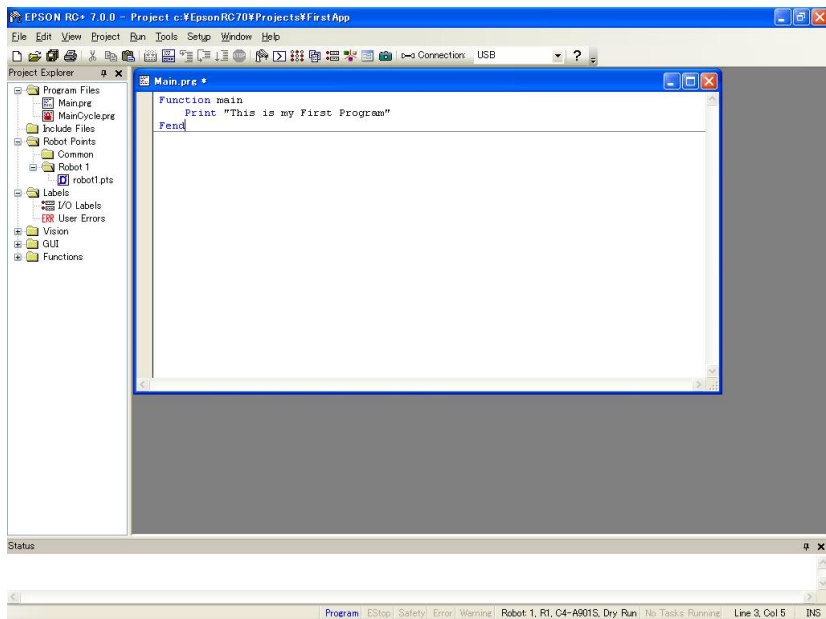 EPSON RC+ 7.0.0 - Project c:¥EpsonRC70¥Projects¥FirstApp
File Edit View Project Run Tools Setup Window Help
Connection: USB
?
Project Explorer
Program Files
Main.prg
MainCycle.prg
Include Files
Robot Points
Common
Robot 1
robot1.pts
Labels
I/O Labels
ERR User Errors
Vision
GUI
Functions
Main.prg *
Function main
Print "This is my First Program"
Fend
Status
Program EStop Safety Error Warning Robot: 1, R1, C4-A901S, Dry Run No Tasks Running Line 3, Col 5 INS